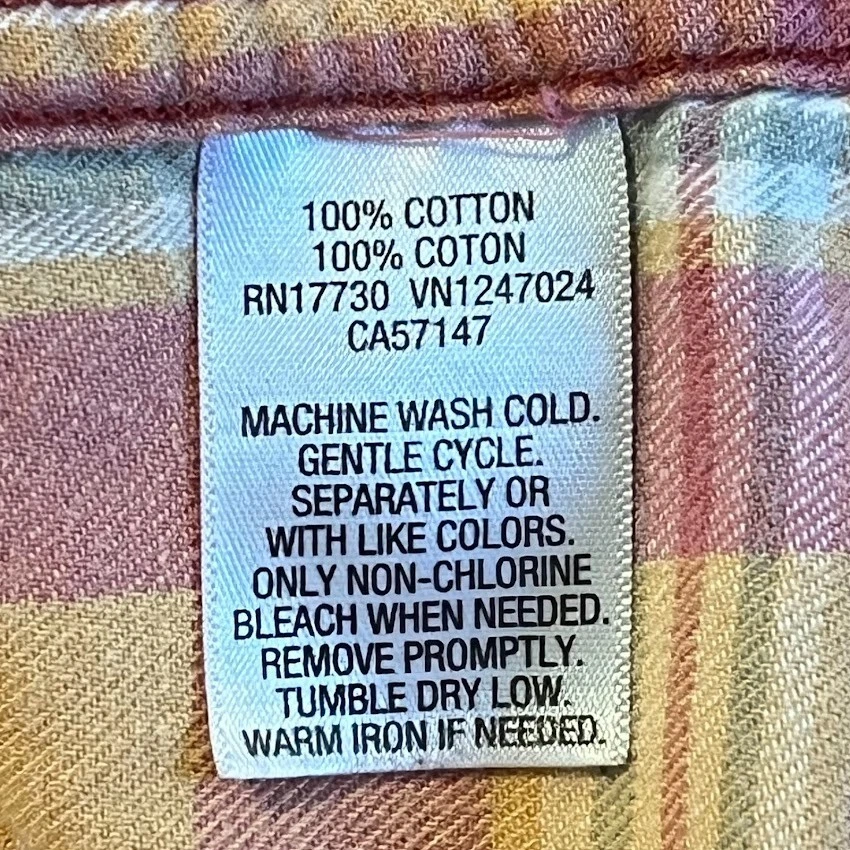 100% COTTON
100% COTON
RN17730 VN1247024
CA57147
MACHINE WASH COLD.
GENTLE CYCLE.
SEPARATELY OR
WITH LIKE COLORS.
ONLY NON-CHLORINE
BLEACH WHEN NEEDED.
REMOVE PROMPTLY.
TUMBLE DRY LOW.
WARM IRON IF NEEDED.